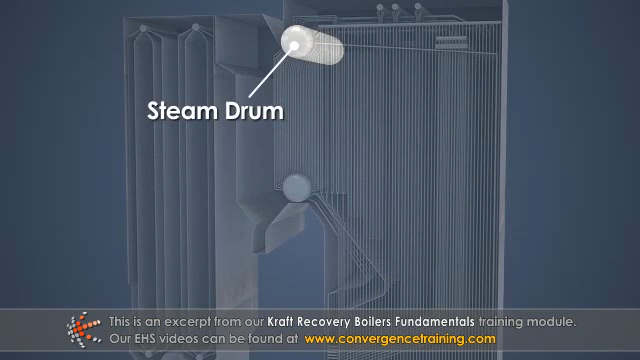 Steam Drum
This is an excerpt from our Kraft Recovery Boilers Fundamentals training module.
Our EHS videos can be found at www.convergencetraining.com